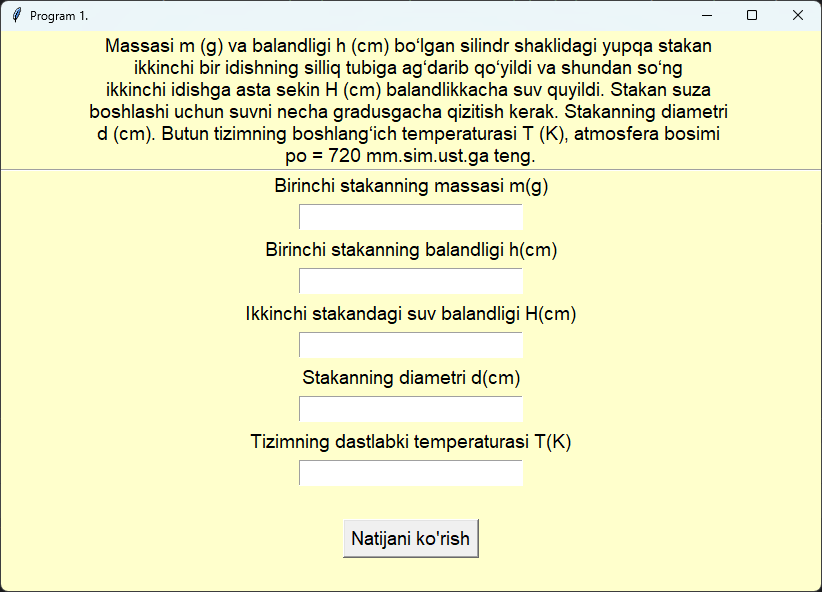 Program 1.
Massasi m (g) va balandligi h (cm) bo‘lgan silindr shaklidagi yupqa stakan
ikkinchi bir idishning silliq tubiga ag‘darib qo‘yildi va shundan so‘ng
ikkinchi idishga asta sekin H (cm) balandlikkacha suv quyildi. Stakan suza
boshlashi uchun suvni necha gradusgacha qizitish kerak. Stakanning diametri
d (cm). Butun tizimning boshlang‘ich temperaturasi T (K), atmosfera bosimi
po = 720 mm.sim.ust.ga teng.
Birinchi stakanning massasi m(g)
Birinchi stakanning balandligi h(cm)
Ikkinchi stakandagi suv balandligi H(cm)
Stakanning diametri d(cm)
Tizimning dastlabki temperaturasi T(K)
Natijani ko'rish